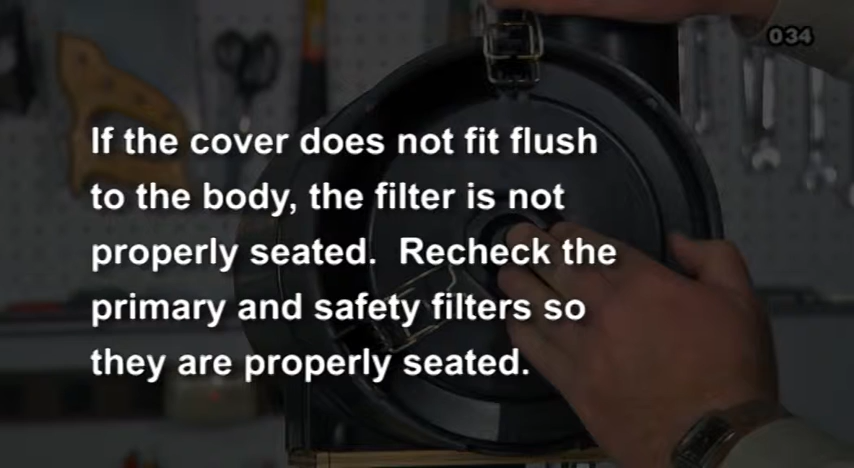 034
If the cover does not fit flush
to the body, the filter is not
properly seated.  Recheck the
primary and safety filters so
they are properly seated.